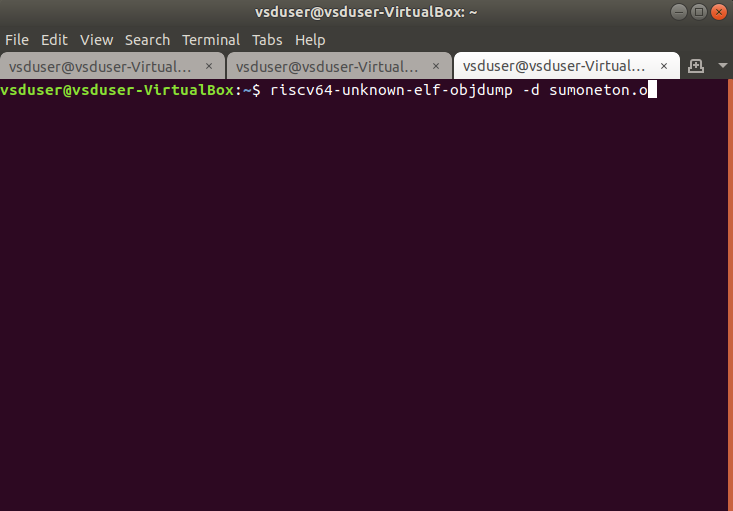 vsduser@vsduser-VirtualBox: ~
File Edit View Search Terminal Tabs Help
vsduser@vsduser-Virtual... × vsduser@vsduser-Virtual... × vsduser@vsduser-Virtual... ×
vsduser@vsduser-VirtualBox:~$ riscv64-unknown-elf-objdump -d sumoneton.o